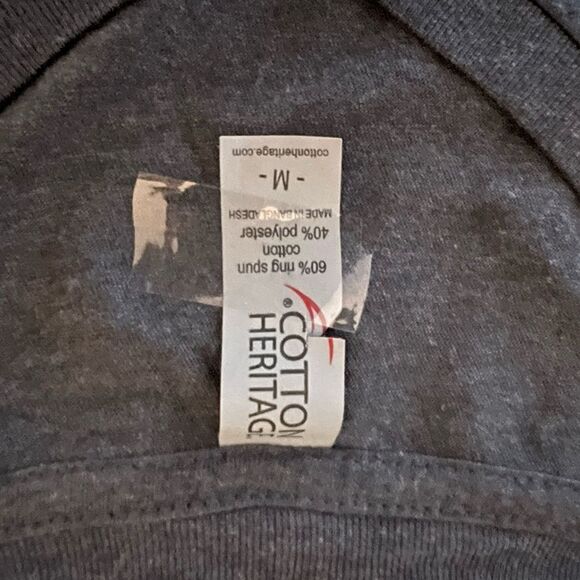 ®COTTON
HERITAG
60% ring spun
cotton
40% polyester
MADE IN BANGLADESH
- M -
cottonheritage.com